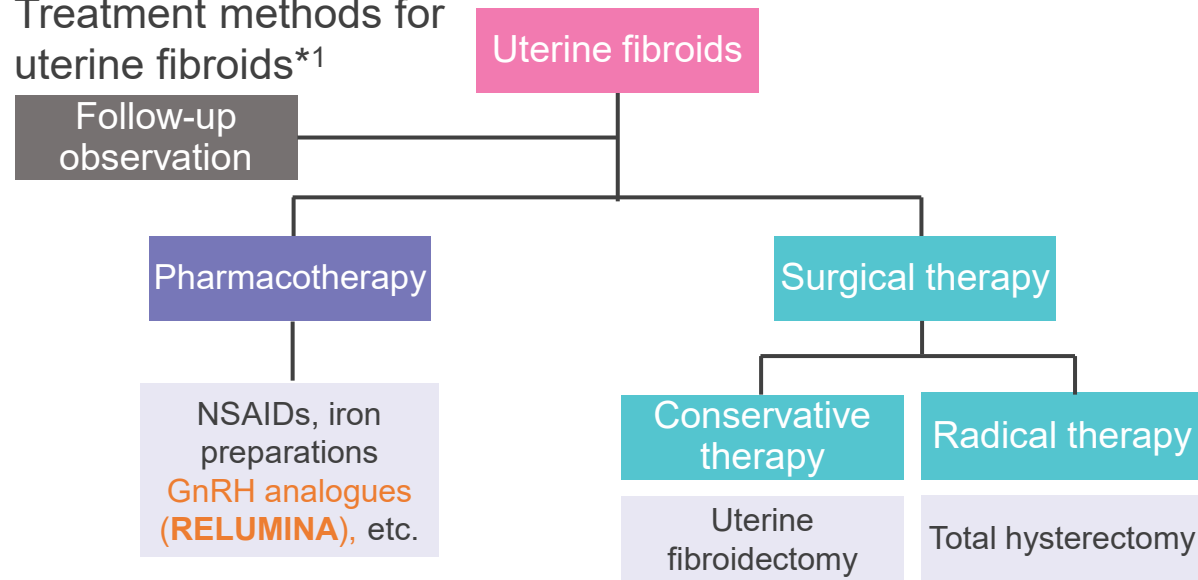 Treatment methods for
uterine fibroids*1
Uterine fibroids
Follow-up
observation
Pharmacotherapy
Surgical therapy
NSAIDs, iron
preparations
GnRH analogues
(RELUMINA), etc.
Conservative
therapy
Radical therapy
Uterine
fibroidectomy
Total hysterectomy